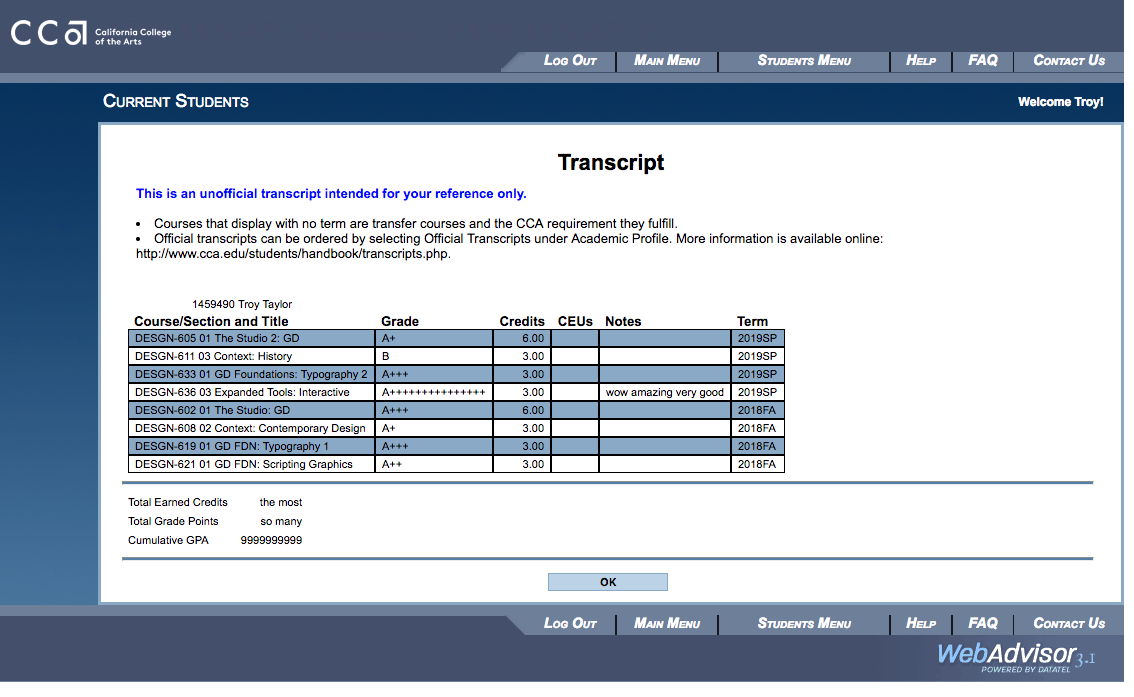 CCA California College
of the Arts
LOG OUT MAIN MENU STUDENTS MENU HELP FAQ CONTACT US
CURRENT STUDENTS Welcome Troy!
Transcript
This is an unofficial transcript intended for your reference only.
• Courses that display with no term are transfer courses and the CCA requirement they fulfill.
• Official transcripts can be ordered by selecting Official Transcripts under Academic Profile. More information is available online:
http://www.cca.edu/students/handbook/transcripts.php.
1459490 Troy Taylor
Course/Section and Title Grade Credits CEUs Notes Term
DESGN-605 01 The Studio 2: GD A+ 6.00 2019SP
DESGN-611 03 Context: History B 3.00 2019SP
DESGN-633 01 GD Foundations: Typography 2 A+++ 3.00 2019SP
DESGN-636 03 Expanded Tools: Interactive A+++++++++++++++ 3.00 wow amazing very good 2019SP
DESGN-602 01 The Studio: GD A+++ 6.00 2018FA
DESGN-608 02 Context: Contemporary Design A+ 3.00 2018FA
DESGN-619 01 GD FDN: Typography 1 A+++ 3.00 2018FA
DESGN-621 01 GD FDN: Scripting Graphics A++ 3.00 2018FA
Total Earned Credits the most
Total Grade Points so many
Cumulative GPA 9999999999
OK
LOG OUT MAIN MENU STUDENTS MENU HELP FAQ CONTACT US
WebAdvisor 3.1
POWERED BY DATATEL